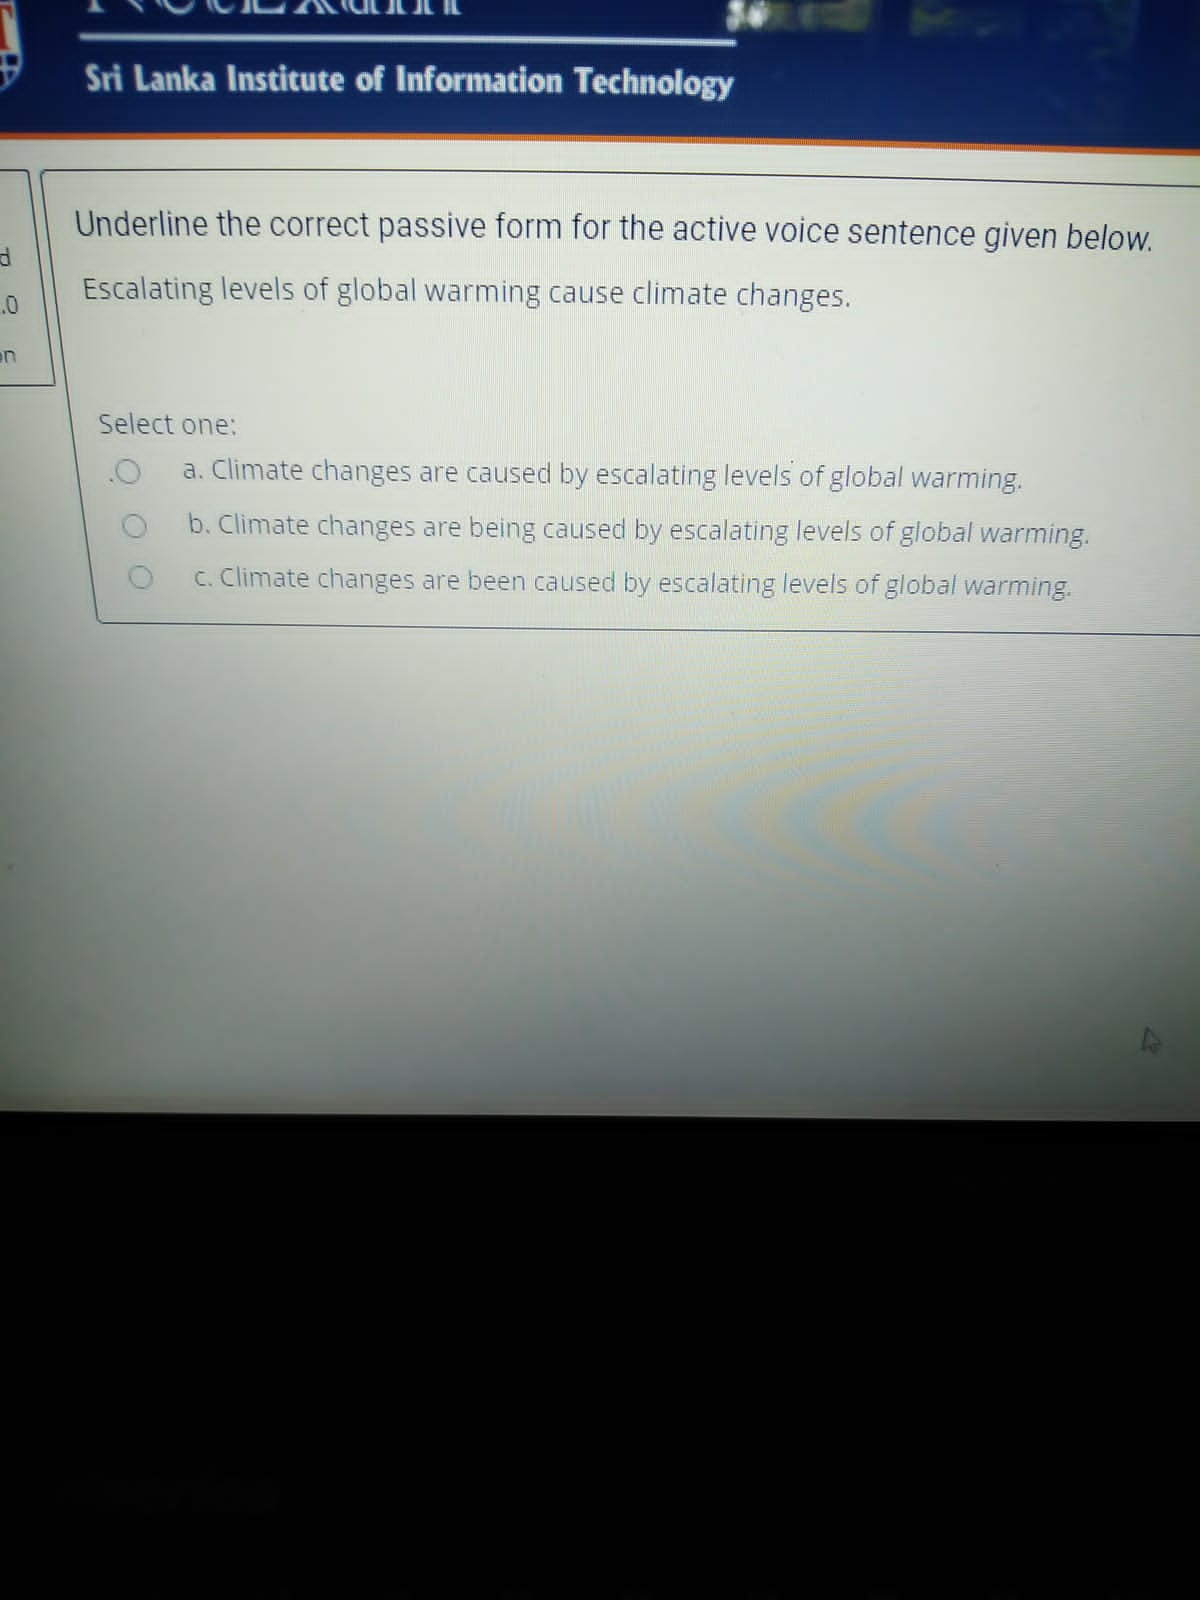 Sri Lanka Institute of Information Technology
d
.0
on
Underline the correct passive form for the active voice sentence given below.
Escalating levels of global warming cause climate changes.
Select one:
a. Climate changes are caused by escalating levels of global warming.
b. Climate changes are being caused by escalating levels of global warming.
c. Climate changes are been caused by escalating levels of global warming.